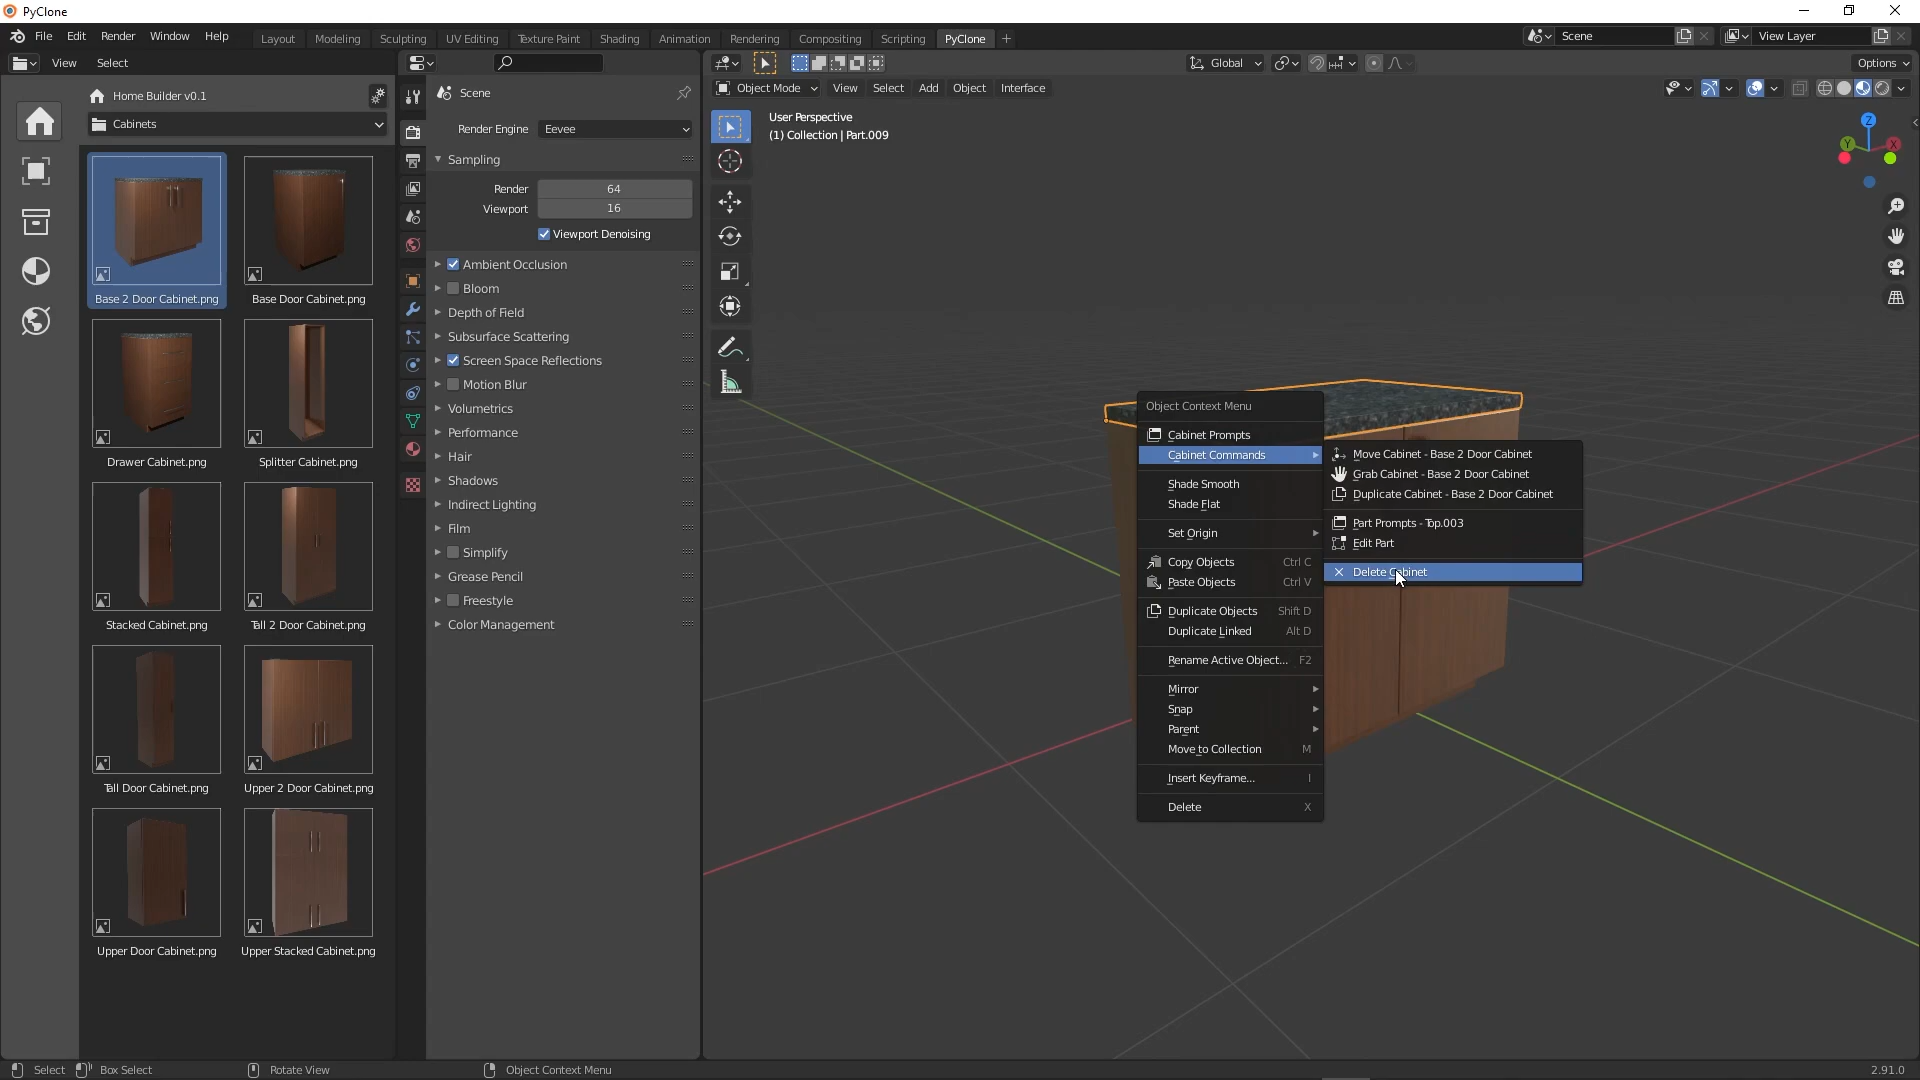 PyClone
File Edit Render Window Help Layout Modeling Sculpting UV Editing Texture Paint Shading Animation Rendering Compositing Scripting PyClone + Scene View Layer
View Select Global Options
Object Mode View Select Add Object Interface
Home Builder v0.1
Cabinets
Base 2 Door Cabinet.png
Base Door Cabinet.png
Drawer Cabinet.png
Splitter Cabinet.png
Stacked Cabinet.png
Tall 2 Door Cabinet.png
Tall Door Cabinet.png
Upper 2 Door Cabinet.png
Upper Door Cabinet.png
Upper Stacked Cabinet.png
Scene
Render Engine Eevee
Sampling
Render 64
Viewport 16
Viewport Denoising
Ambient Occlusion
Bloom
Depth of Field
Subsurface Scattering
Screen Space Reflections
Motion Blur
Volumetrics
Performance
Hair
Shadows
Indirect Lighting
Film
Simplify
Grease Pencil
Freestyle
Color Management
User Perspective
(1) Collection | Part.009
Z
Y X
Object Context Menu
Cabinet Prompts
Cabinet Commands
Shade Smooth
Shade Flat
Set Origin
Copy Objects Ctrl C
Paste Objects Ctrl V
Duplicate Objects Shift D
Duplicate Linked Alt D
Rename Active Object... F2
Mirror
Snap
Parent
Move to Collection M
Insert Keyframe... I
Delete X
Move Cabinet - Base 2 Door Cabinet
Grab Cabinet - Base 2 Door Cabinet
Duplicate Cabinet - Base 2 Door Cabinet
Part Prompts - Top.003
Edit Part
Delete Cabinet
Select Box Select Rotate View Object Context Menu 2.91.0